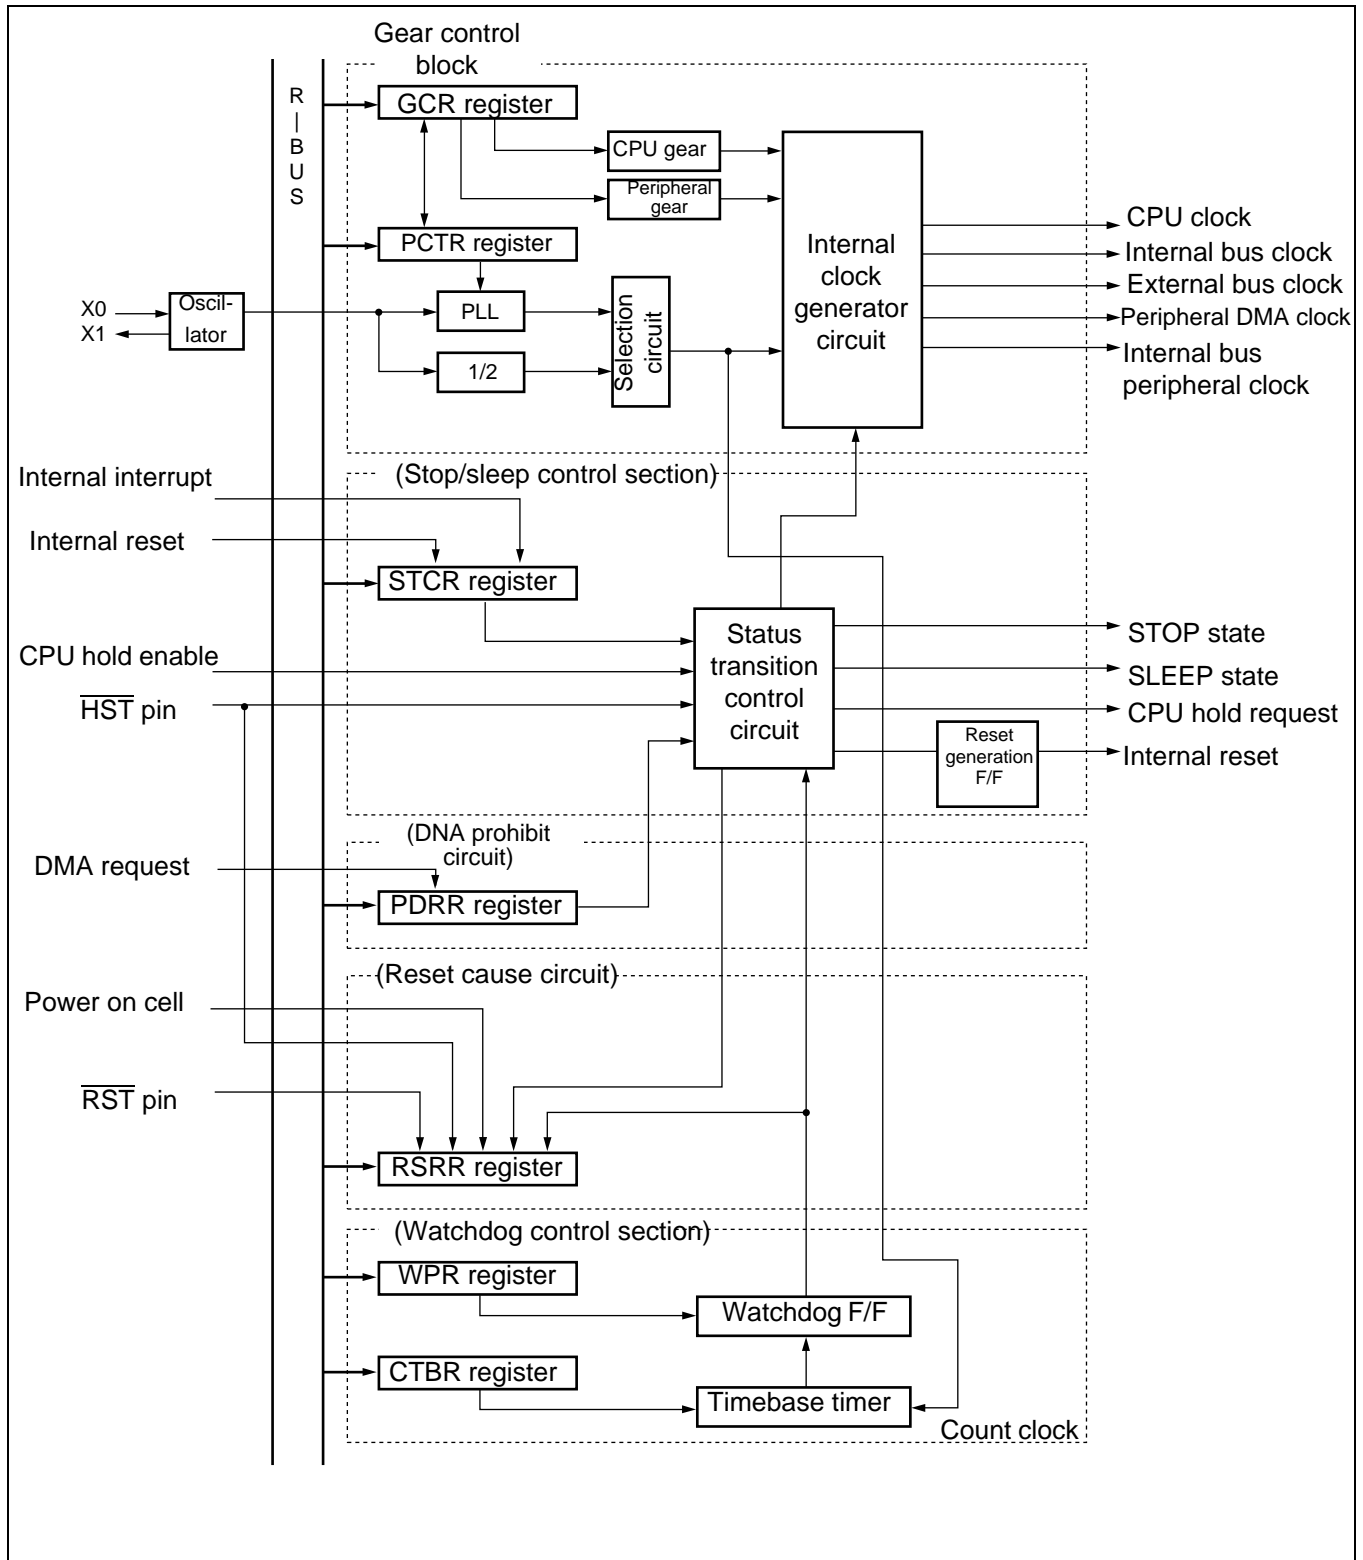 Gear control
block
R
|
B
U
S
GCR register
CPU gear
Peripheral
gear
PCTR register
Internal
clock
generator
circuit
CPU clock
Internal bus clock
External bus clock
Peripheral DMA clock
Internal bus
peripheral clock
X0
X1
Oscil-
lator
PLL
1/2
Selection
circuit
Internal interrupt
(Stop/sleep control section)
Internal reset
STCR register
CPU hold enable
HST pin
Status
transition
control
circuit
STOP state
SLEEP state
CPU hold request
Reset
generation
F/F
Internal reset
(DNA prohibit
circuit)
DMA request
PDRR register
(Reset cause circuit)
Power on cell
RST pin
RSRR register
(Watchdog control section)
WPR register
Watchdog F/F
CTBR register
Timebase timer
Count clock